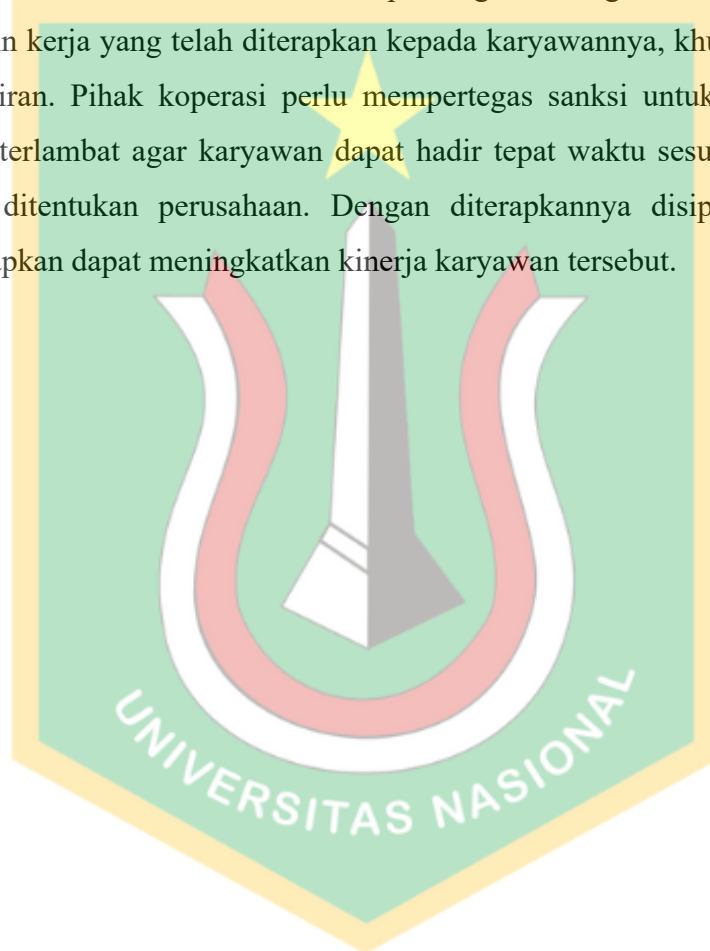 n kerja yang telah diterapkan kepada karyawannya, khu
iran. Pihak koperasi perlu mempertegas sanksi untuk
terlambat agar karyawan dapat hadir tepat waktu sesu
ditentukan perusahaan. Dengan diterapkannya disip
pkan dapat meningkatkan kinerja karyawan tersebut.
UNIVERSITAS NASIONAL